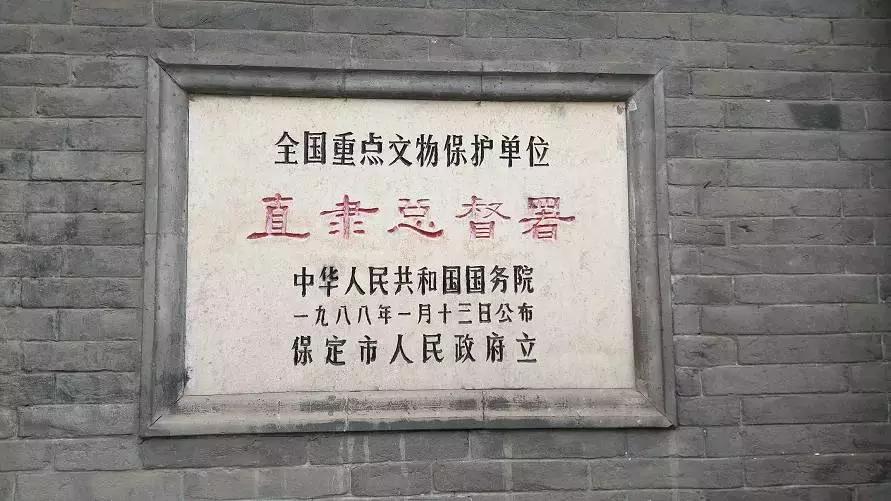 全国重点文物保护单位
直隶总督署
中华人民共和国国务院
一九八八年一月十三日公布
保定市人民政府立